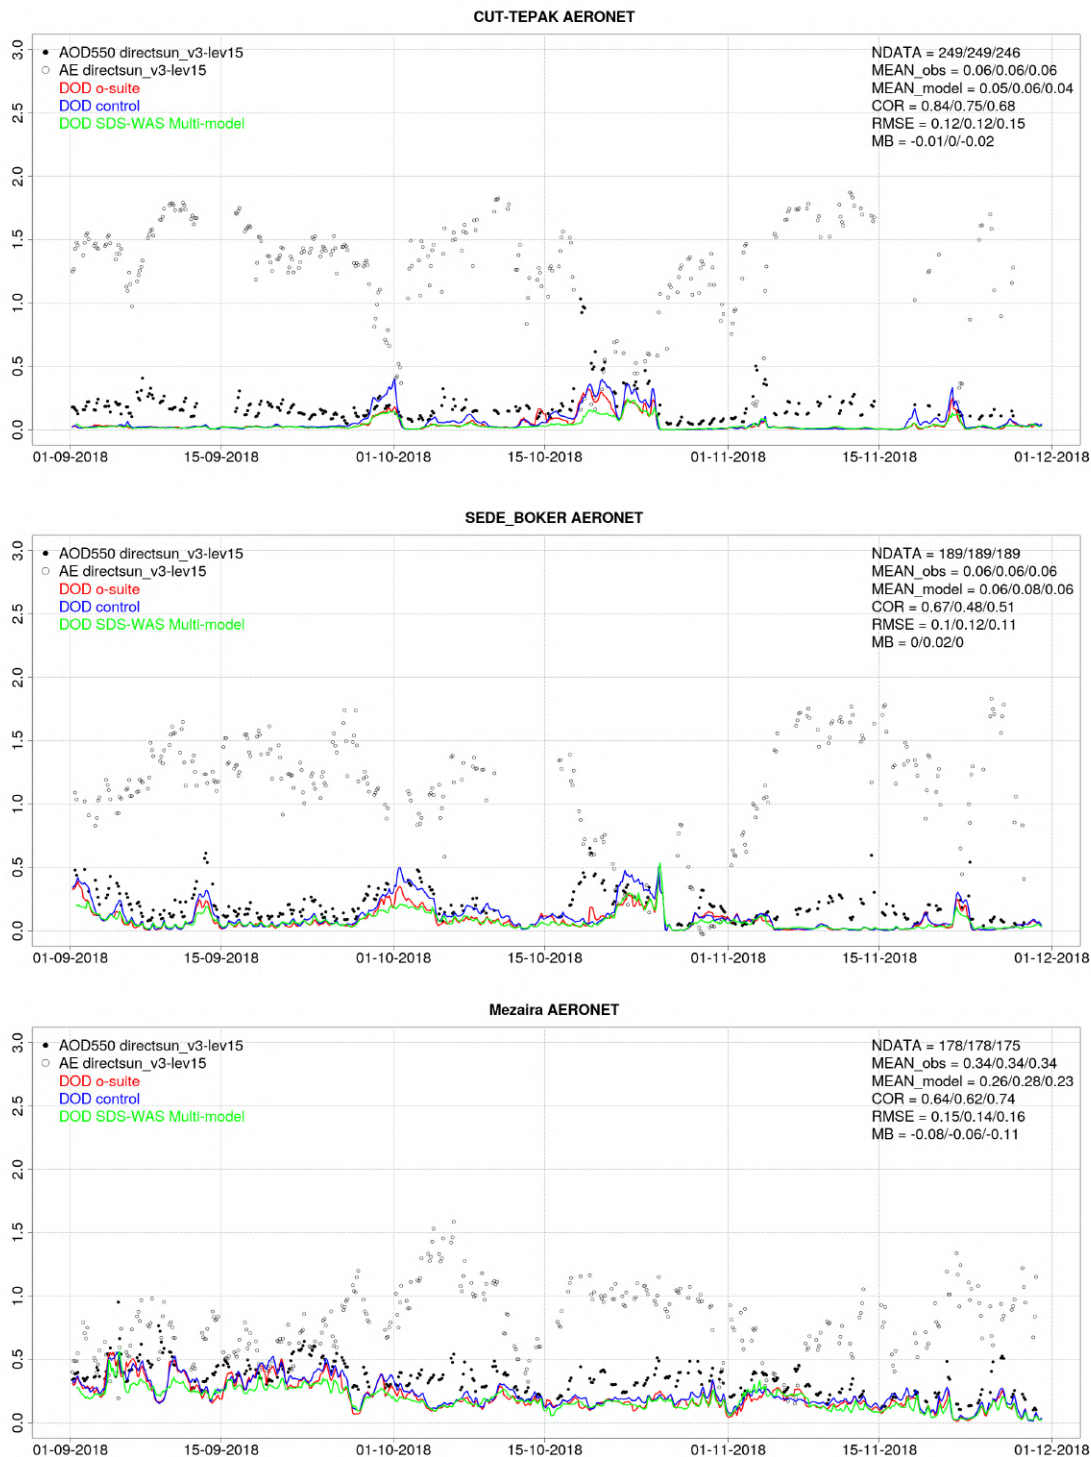 CUT-TEPAK AERONET
AOD550 directsun_v3-lev15
AE directsun_v3-lev15
DOD o-suite
DOD control
DOD SDS-WAS Multi-model
NDATA = 249/249/246
MEAN_obs = 0.06/0.06/0.06
MEAN_model = 0.05/0.06/0.04
COR = 0.84/0.75/0.68
RMSE = 0.12/0.12/0.15
MB = -0.01/0/-0.02
3.0
2.5
2.0
1.5
1.0
0.5
0.0
01-09-2018 15-09-2018 01-10-2018 15-10-2018 01-11-2018 15-11-2018 01-12-2018
SEDE_BOKER AERONET
AOD550 directsun_v3-lev15
AE directsun_v3-lev15
DOD o-suite
DOD control
DOD SDS-WAS Multi-model
NDATA = 189/189/189
MEAN_obs = 0.06/0.06/0.06
MEAN_model = 0.06/0.08/0.06
COR = 0.67/0.48/0.51
RMSE = 0.1/0.12/0.11
MB = 0/0.02/0
3.0
2.5
2.0
1.5
1.0
0.5
0.0
01-09-2018 15-09-2018 01-10-2018 15-10-2018 01-11-2018 15-11-2018 01-12-2018
Mezaira AERONET
AOD550 directsun_v3-lev15
AE directsun_v3-lev15
DOD o-suite
DOD control
DOD SDS-WAS Multi-model
NDATA = 178/178/175
MEAN_obs = 0.34/0.34/0.34
MEAN_model = 0.26/0.28/0.23
COR = 0.64/0.62/0.74
RMSE = 0.15/0.14/0.16
MB = -0.08/-0.06/-0.11
3.0
2.5
2.0
1.5
1.0
0.5
0.0
01-09-2018 15-09-2018 01-10-2018 15-10-2018 01-11-2018 15-11-2018 01-12-2018